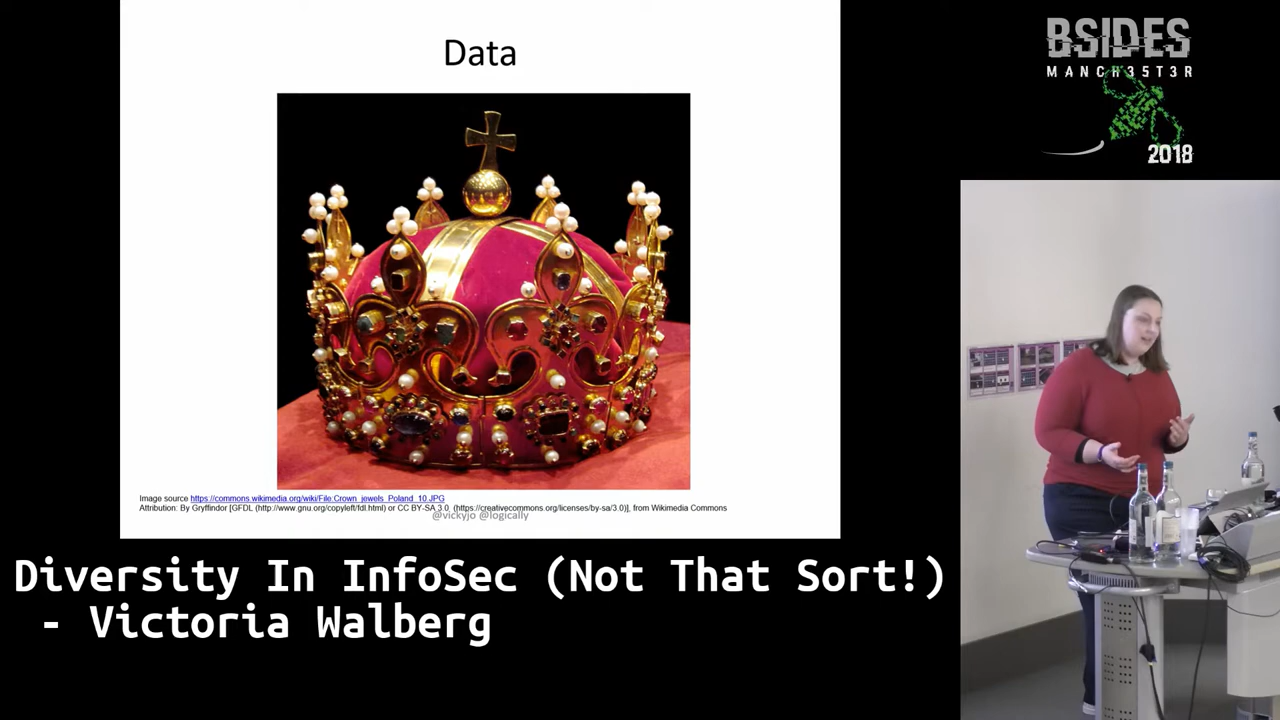 Data
Image source https://commons.wikimedia.org/wiki/File:Crown_jewels_Poland_10.JPG
Attribution: By Gryffindor [GFDL (http://www.gnu.org/copyleft/fdl.html) or CC BY-SA 3.0 (https://creativecommons.org/licenses/by-sa/3.0)], from Wikimedia Commons
@vickyjo @logically
BSIDES
MANCH35T3R
2018
Diversity In InfoSec (Not That Sort!)
- Victoria Walberg